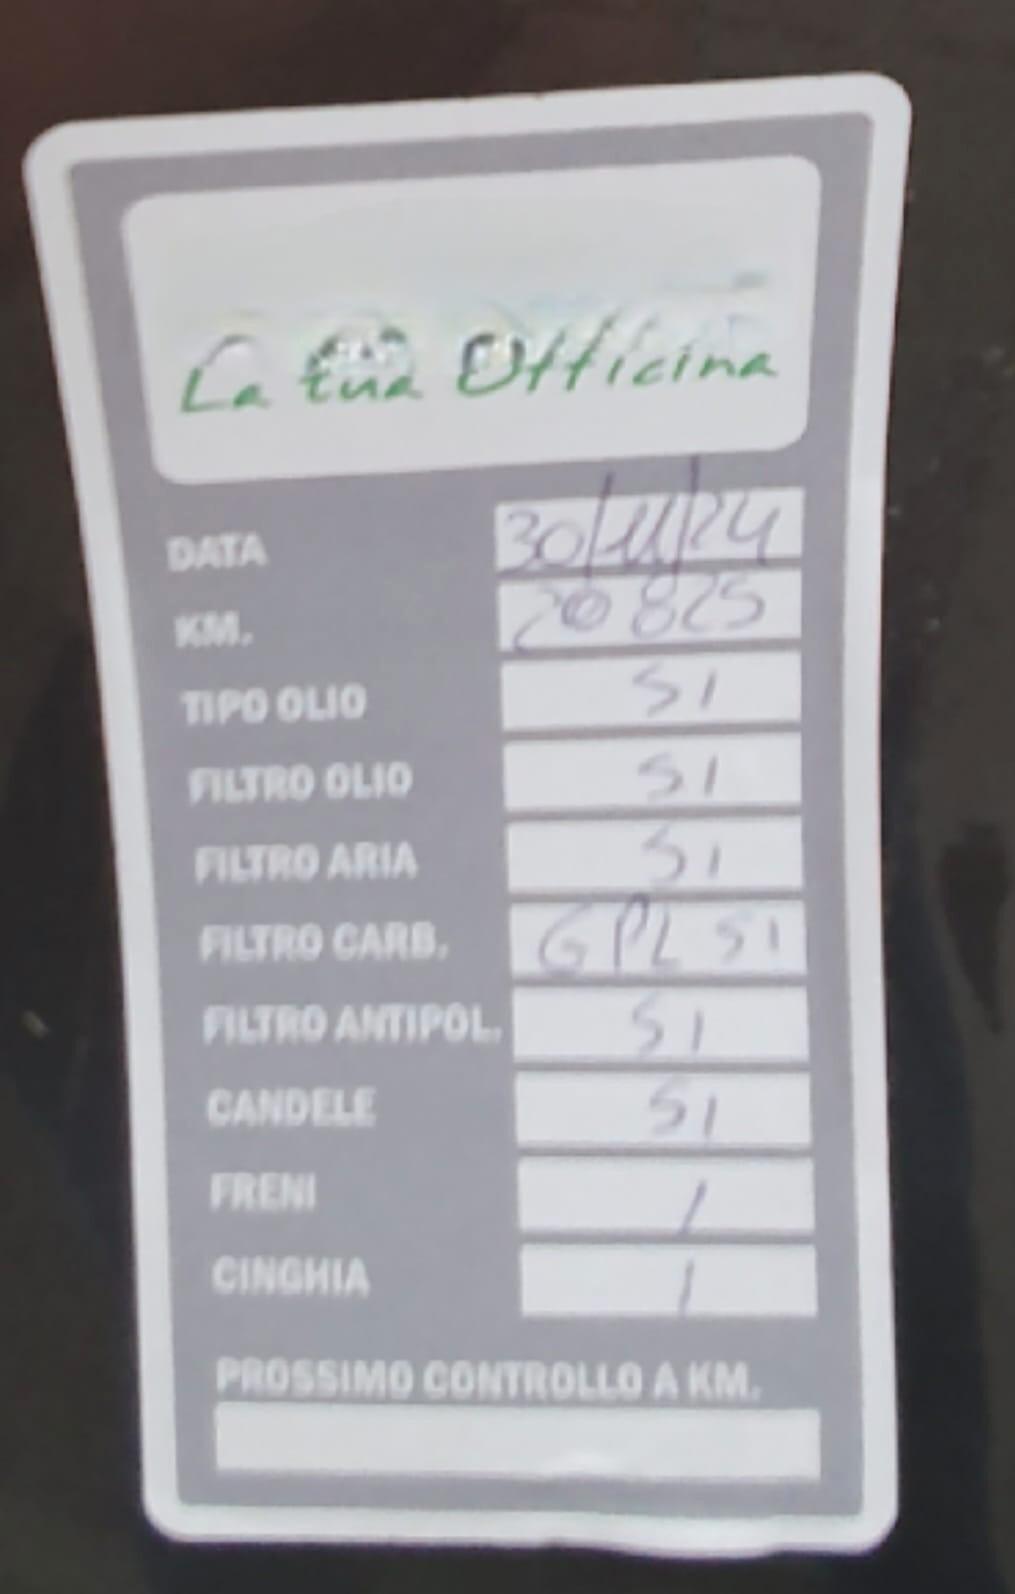 La tua Officina
DATA 30/11/24
KM. 20825
TIPO OLIO SI
FILTRO OLIO SI
FILTRO ARIA SI
FILTRO CARB. GPL SI
FILTRO ANTIPOL. SI
CANDELE SI
FRENI /
CINGHIA /
PROSSIMO CONTROLLO A KM.